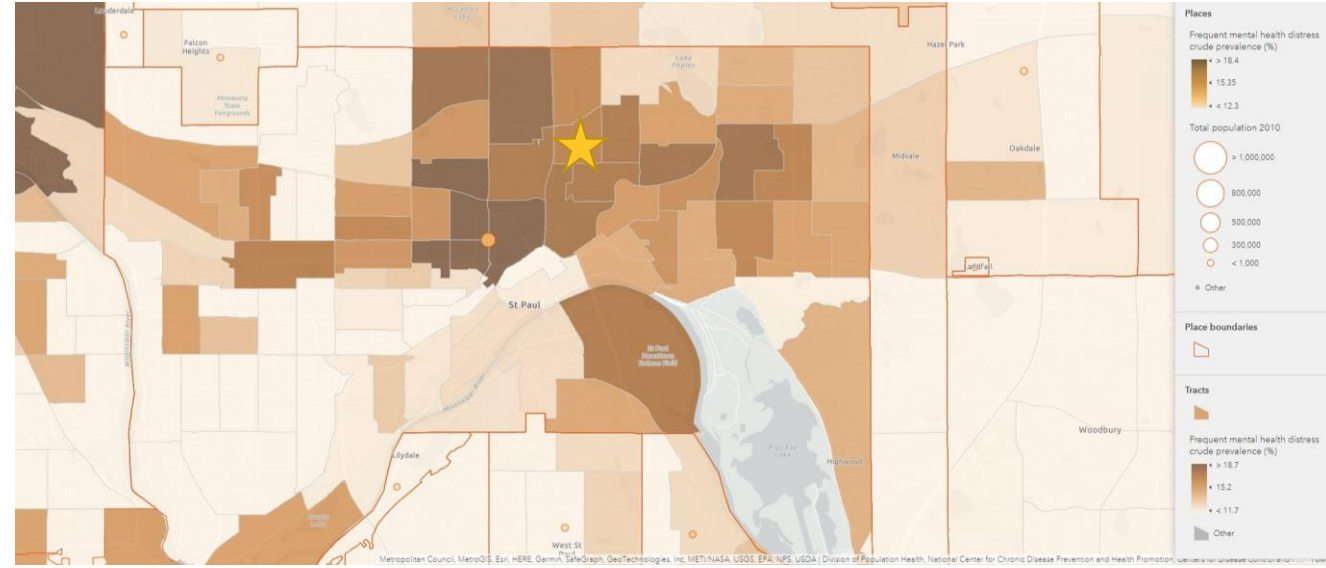 Lauderdale
Falcon
Heights
Minnesota
State
Fairgrounds
McCarron
Lake
Lake
Phalen
Hazel Park
Midvale
Oakdale
Landfall
St Paul
St Paul
Downtown
Holman Field
Mississippi River
Mississippi River
Pigs Eye
Lake
Highwood
Woodbury
Lilydale
West St
Paul
Metropolitan Council, MetroGIS, Esri, HERE, Garmin, SafeGraph, GeoTechnologies, Inc, METI/NASA, USGS, EPA, NPS, USDA | Division of Population Health, National Center for Chronic Disease Prevention and Health Promotion, Centers for Disease Control and
Places
Frequent mental health distress
crude prevalence (%)
> 18.4
15.35
< 12.3
Total population 2010
> 1,000,000
800,000
500,000
300,000
< 1,000
Other
Place boundaries
Tracts
Frequent mental health distress
crude prevalence (%)
> 18.7
15.2
< 11.7
Other